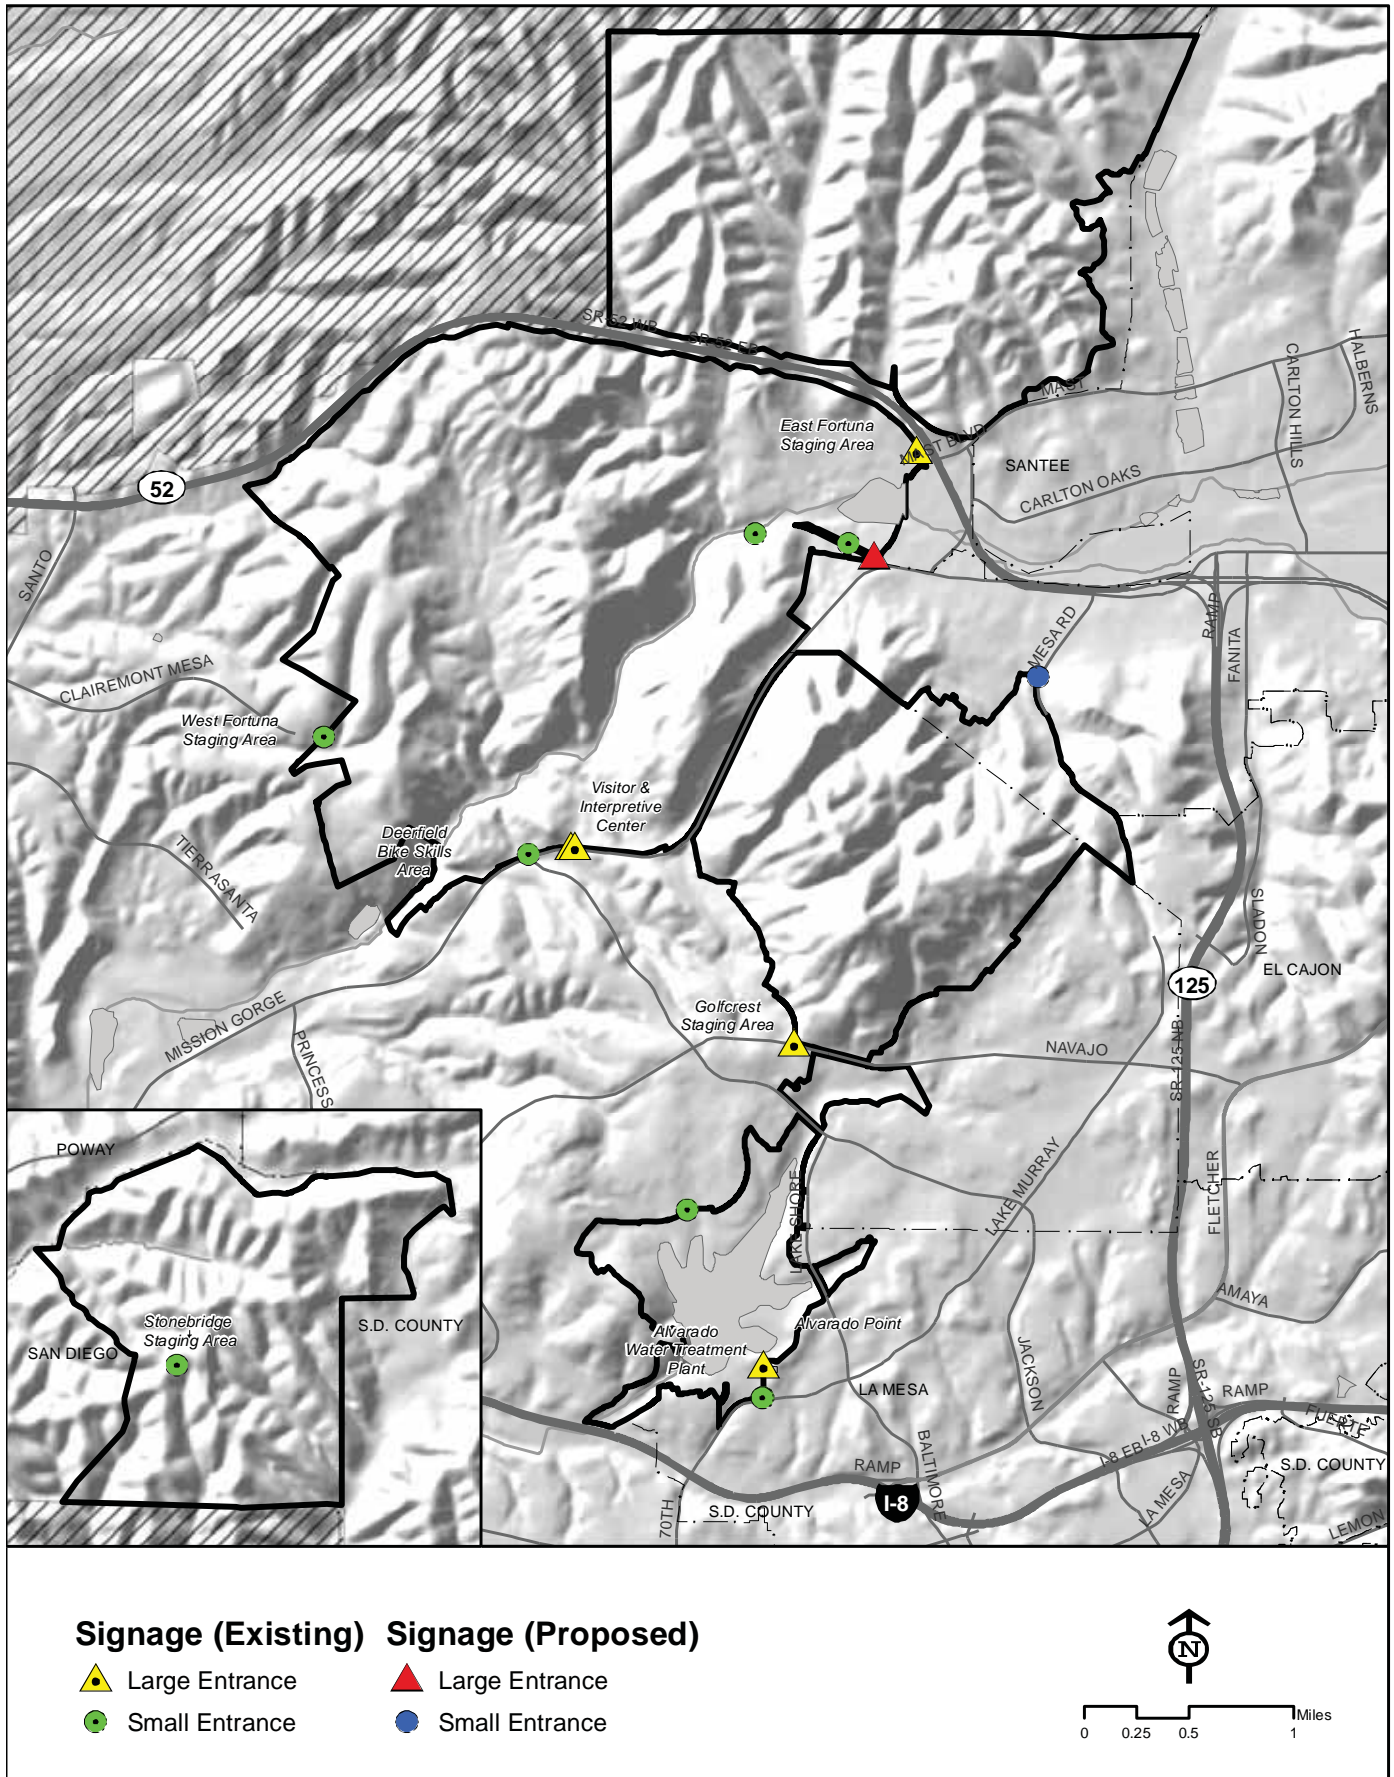 SR-52 WB
SR-52 EB
HALBERNS
CARLTON HILLS
MAST
East Fortuna
Staging Area
MAST BLVD
SANTEE
CARLTON OAKS
52
SANTO
MESA RD
RAMP
FANITA
CLAIREMONT MESA
West Fortuna
Staging Area
Visitor &
Interpretive
Center
Deerfield
Bike Skills
Area
TIERRASANTA
SLADON
EL CAJON
125
Golfcrest
Staging Area
MISSION GORGE
PRINCESS
NAVAJO
SR-125 NB
POWAY
LAKE MURRAY
FLETCHER
LAKE SHORE
AMAYA
Stonebridge
Staging Area
S.D. COUNTY
SAN DIEGO
Alvarado Point
Alvarado
Water Treatment
Plant
JACKSON
LA MESA
RAMP
SR-125 SB
RAMP
FUERTE
I-8 WB
I-8 EB
BALTIMORE
RAMP
S.D. COUNTY
I-8
LA MESA
70TH
S.D. COUNTY
LEMON
Signage (Existing)
Large Entrance
Small Entrance
Signage (Proposed)
Large Entrance
Small Entrance
N
Miles
0 0.25 0.5 1